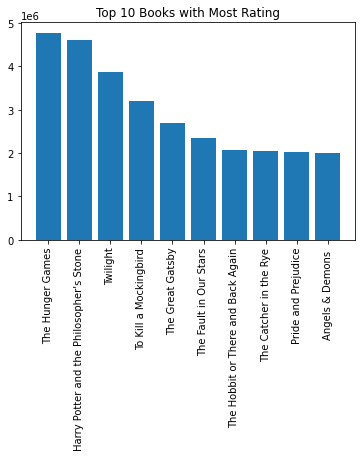 Top 10 Books with Most Rating
1e6
5
4
3
2
1
0
The Hunger Games
Harry Potter and the Philosopher's Stone
Twilight
To Kill a Mockingbird
The Great Gatsby
The Fault in Our Stars
The Hobbit or There and Back Again
The Catcher in the Rye
Pride and Prejudice
Angels & Demons